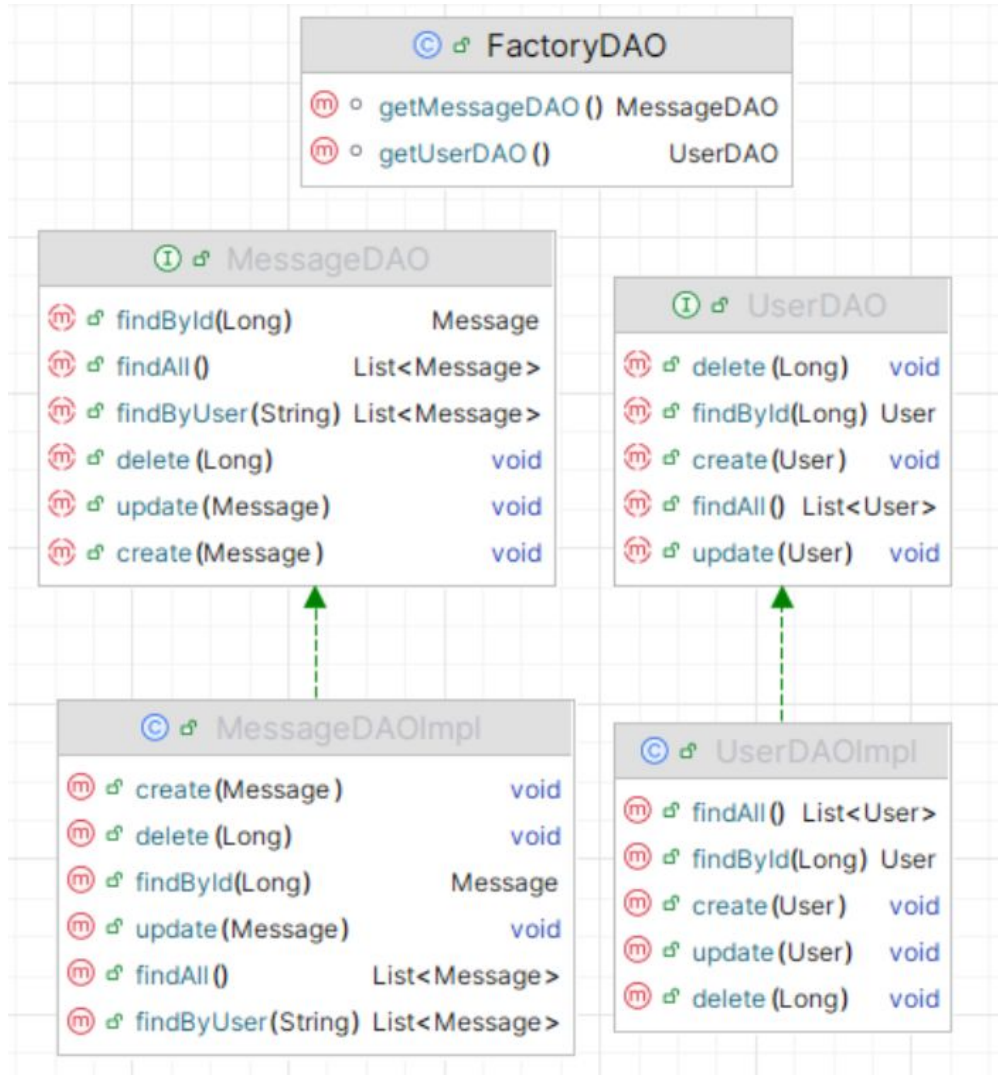 FactoryDAO
getMessageDAO() MessageDAO
getUserDAO() UserDAO
MessageDAO
findById(Long) Message
findAll() List<Message>
findByUser(String) List<Message>
delete(Long) void
update(Message) void
create(Message) void
UserDAO
delete(Long) void
findById(Long) User
create(User) void
findAll() List<User>
update(User) void
MessageDAOImpl
create(Message) void
delete(Long) void
findById(Long) Message
update(Message) void
findAll() List<Message>
findByUser(String) List<Message>
UserDAOImpl
findAll() List<User>
findById(Long) User
create(User) void
update(User) void
delete(Long) void